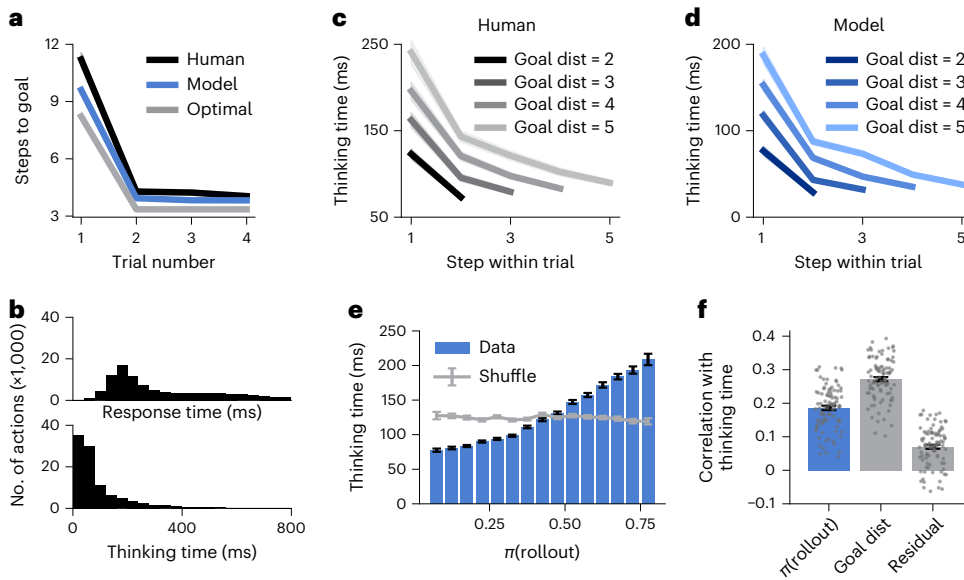 a
12
9
6
3
Steps to goal
Human
Model
Optimal
1 2 3 4
Trial number
b
40
20
0
Response time (ms)
40
20
0
No. of actions (×1,000)
0 400 800
Thinking time (ms)
c
Human
250
150
50
Thinking time (ms)
Goal dist = 2
Goal dist = 3
Goal dist = 4
Goal dist = 5
1 3 5
Step within trial
d
Model
200
100
0
Thinking time (ms)
Goal dist = 2
Goal dist = 3
Goal dist = 4
Goal dist = 5
1 3 5
Step within trial
e
250
200
150
100
50
0
Thinking time (ms)
Data
Shuffle
0.25 0.50 0.75
π(rollout)
f
0.4
0.3
0.2
0.1
0
−0.1
Correlation with
thinking time
π(rollout)
Goal dist
Residual